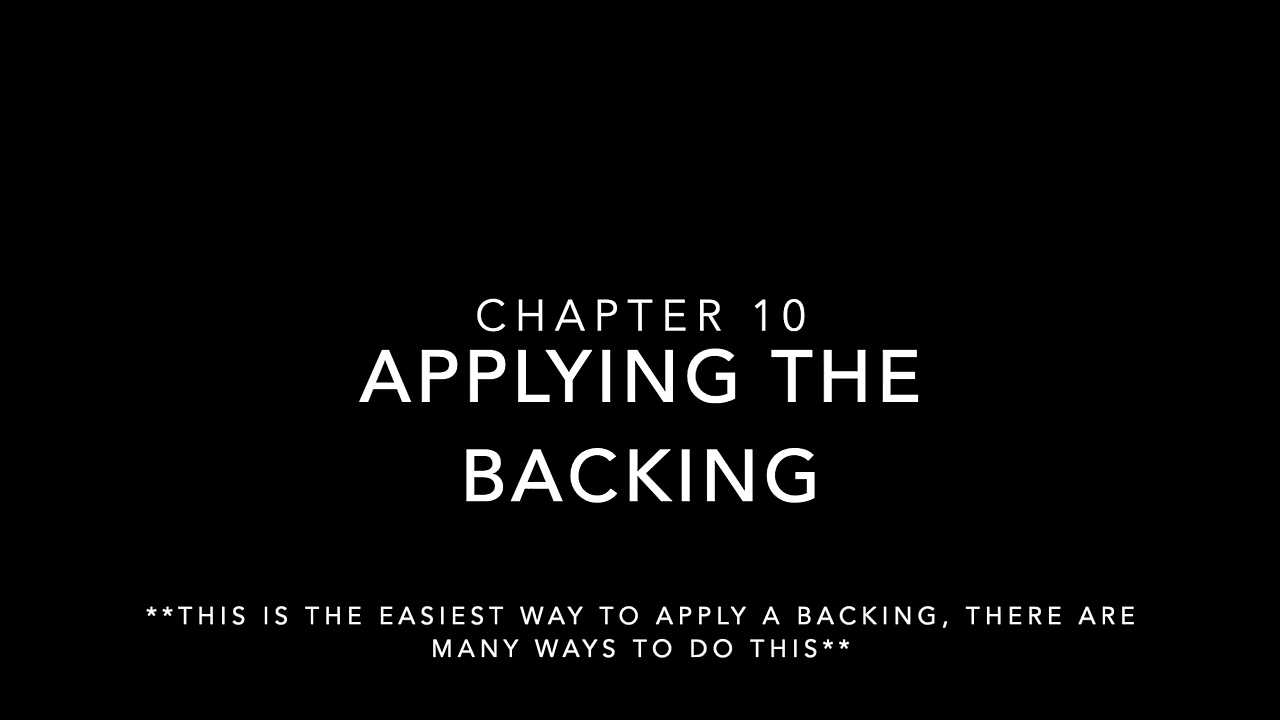 CHAPTER 10
APPLYING THE
BACKING
**THIS IS THE EASIEST WAY TO APPLY A BACKING, THERE ARE
MANY WAYS TO DO THIS**